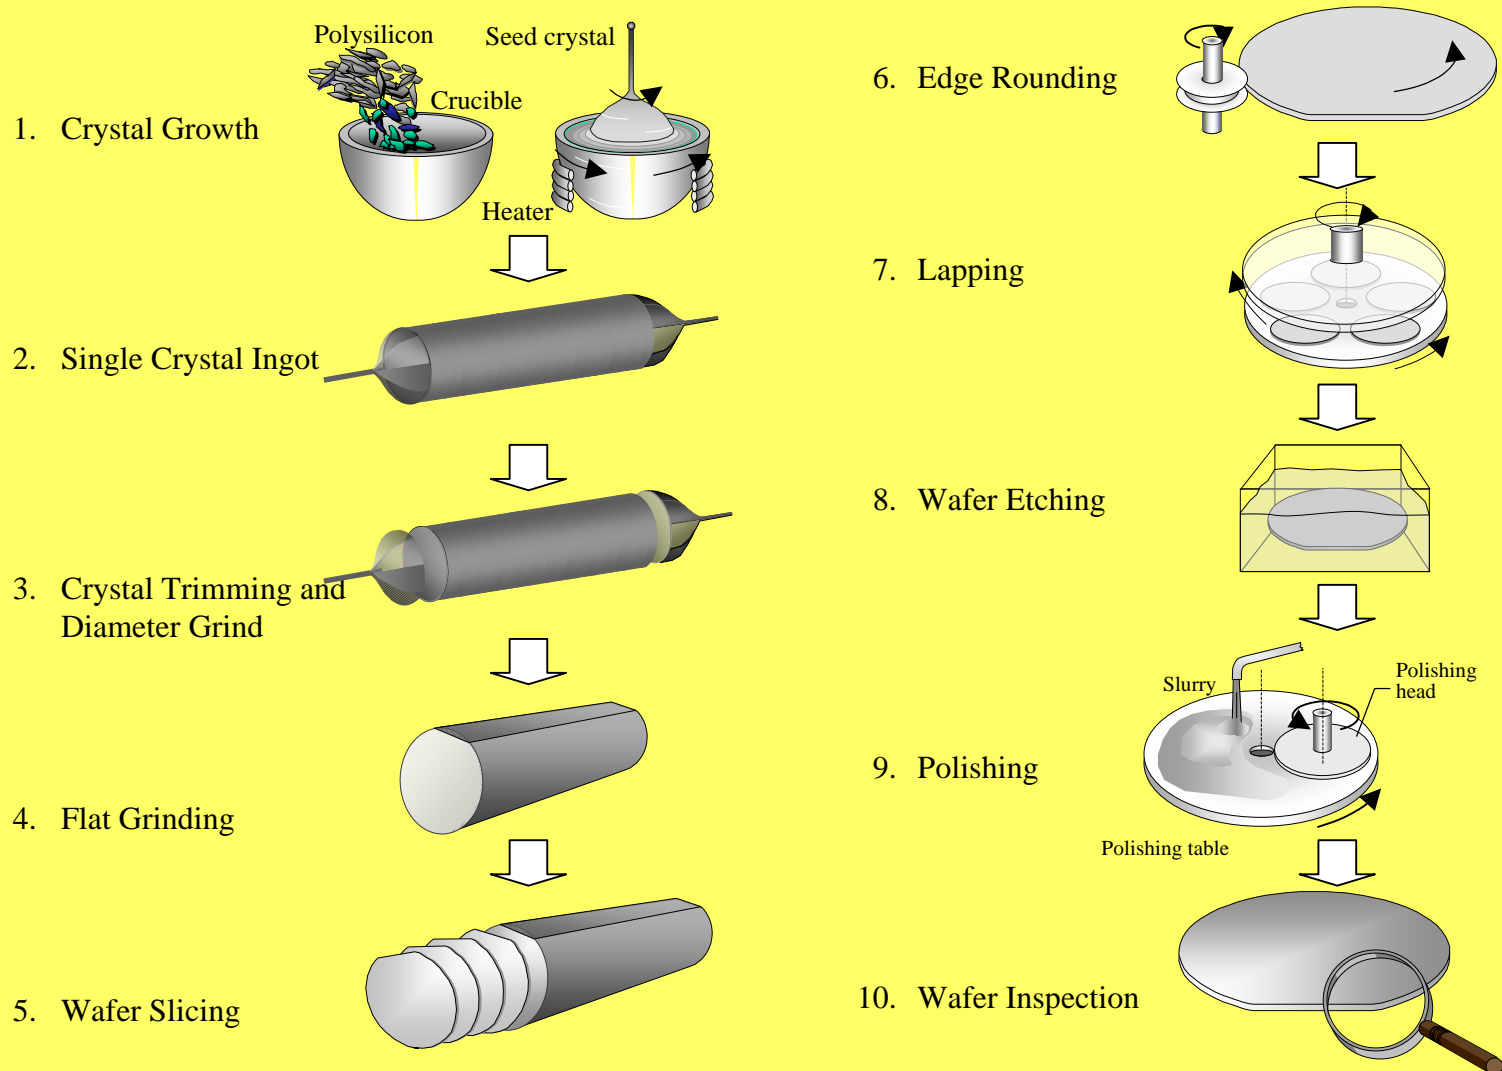 Polysilicon
Seed crystal
Crucible
1. Crystal Growth
Heater
2. Single Crystal Ingot
3. Crystal Trimming and
Diameter Grind
4. Flat Grinding
5. Wafer Slicing
6. Edge Rounding
7. Lapping
8. Wafer Etching
Slurry
Polishing
head
9. Polishing
Polishing table
10. Wafer Inspection